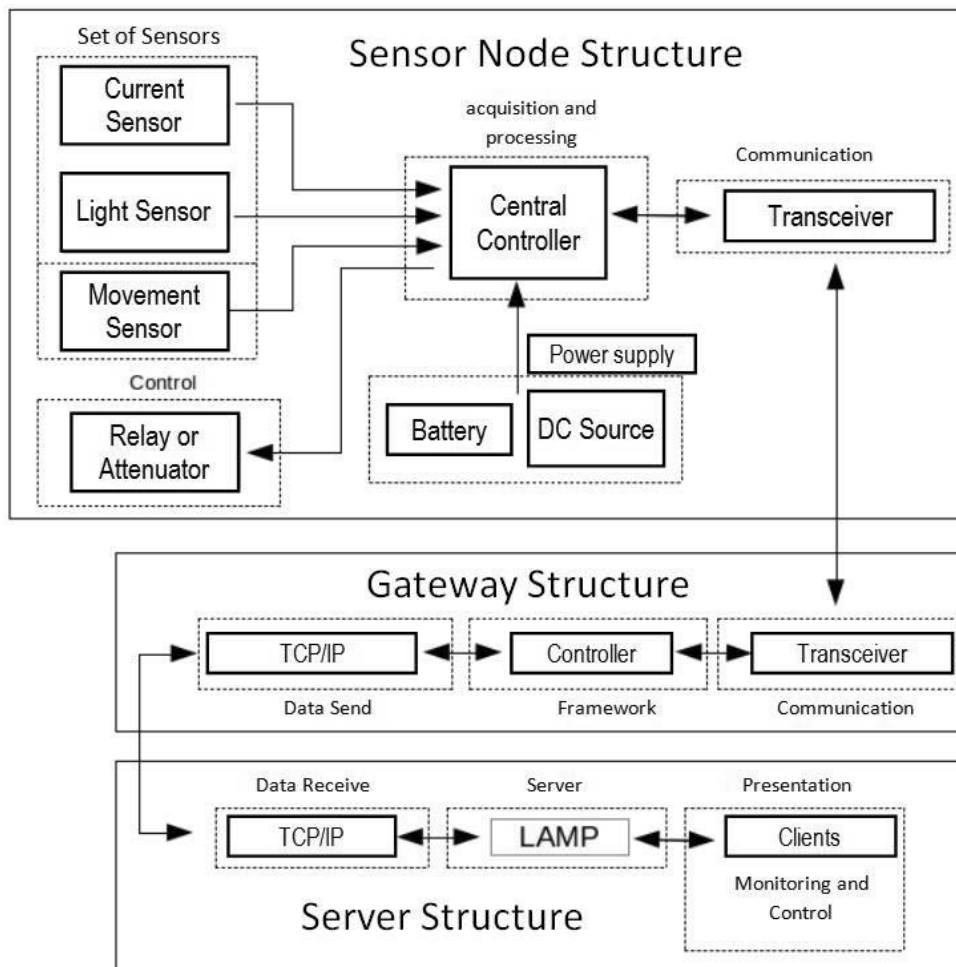 Set of Sensors
Sensor Node Structure
Current
Sensor
Light Sensor
Movement
Sensor
acquisition and
processing
Central
Controller
Communication
Transceiver
Power supply
Battery
DC Source
Control
Relay or
Attenuator
Gateway Structure
TCP/IP
Controller
Transceiver
Data Send
Framework
Communication
Data Receive
Server
Presentation
TCP/IP
LAMP
Clients
Monitoring and
Control
Server Structure